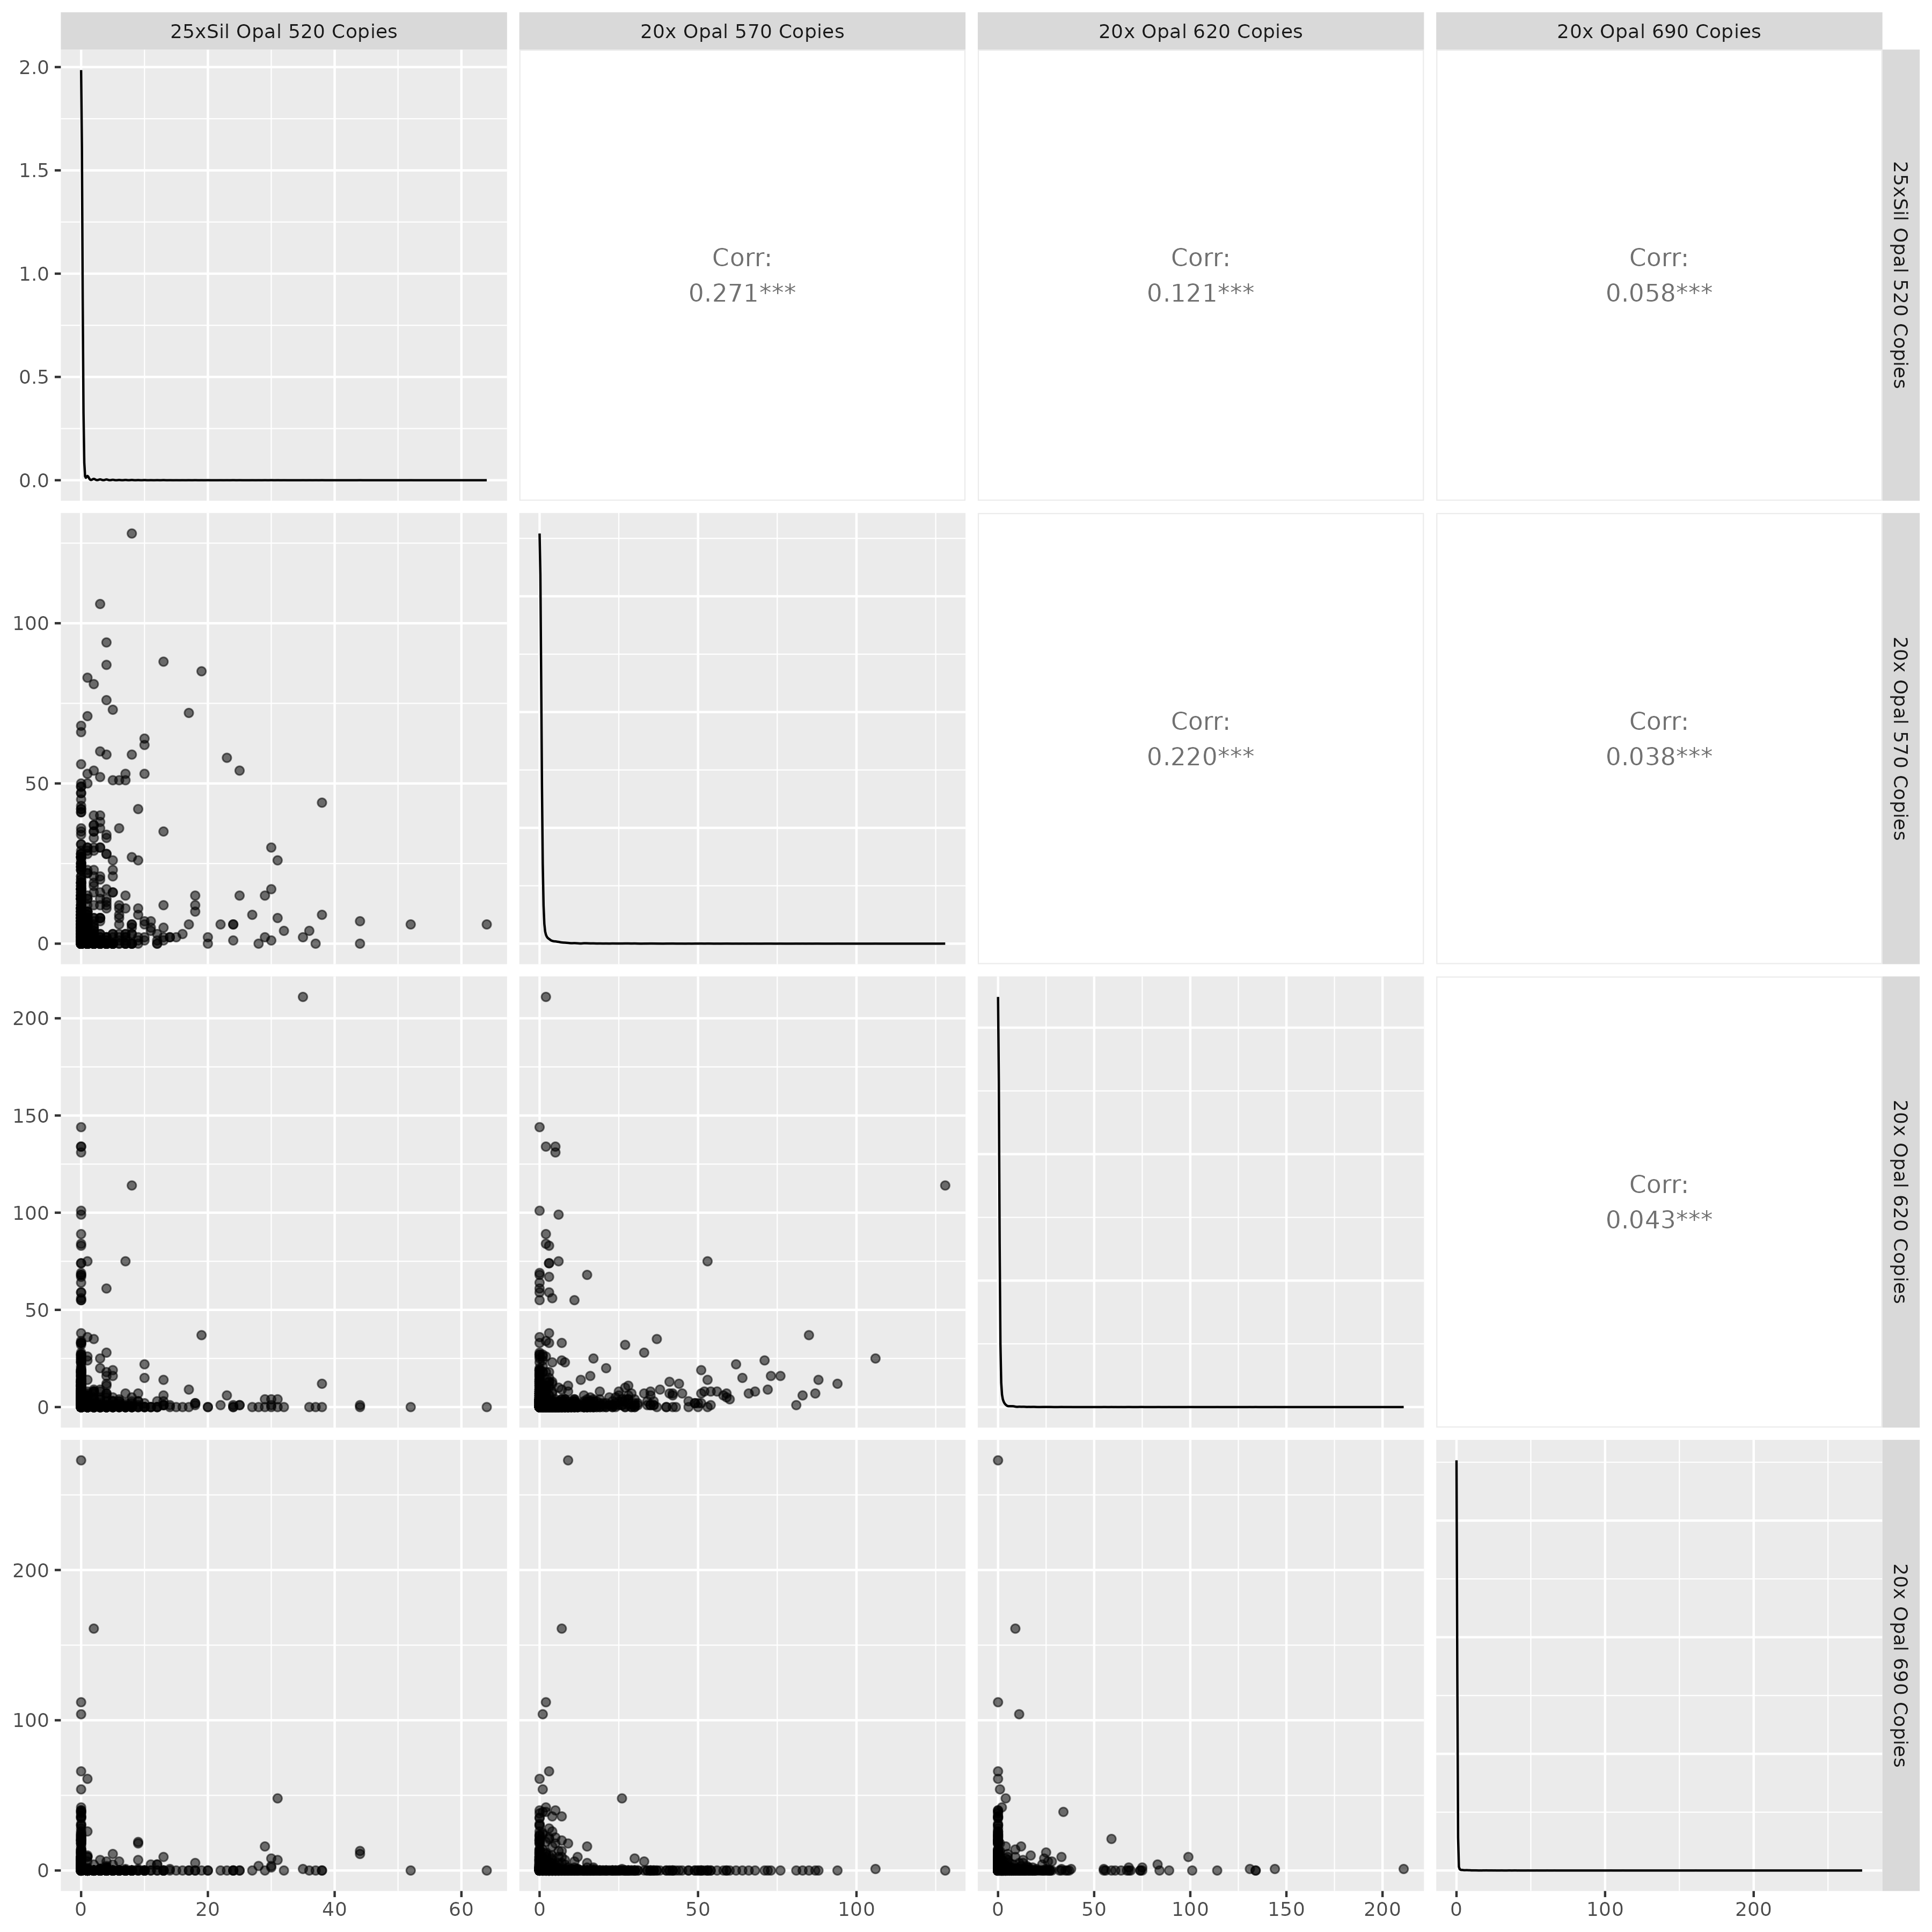 25xSil Opal 520 Copies
20x Opal 570 Copies
20x Opal 620 Copies
20x Opal 690 Copies
2.0
1.5
1.0
0.5
0.0
Corr:
0.271***
Corr:
0.121***
Corr:
0.058***
25xSil Opal 520 Copies
100
50
0
Corr:
0.220***
Corr:
0.038***
20x Opal 570 Copies
200
150
100
50
0
Corr:
0.043***
20x Opal 620 Copies
200
100
0
20x Opal 690 Copies
0 20 40 60
0 50 100
0 50 100 150 200
0 100 200